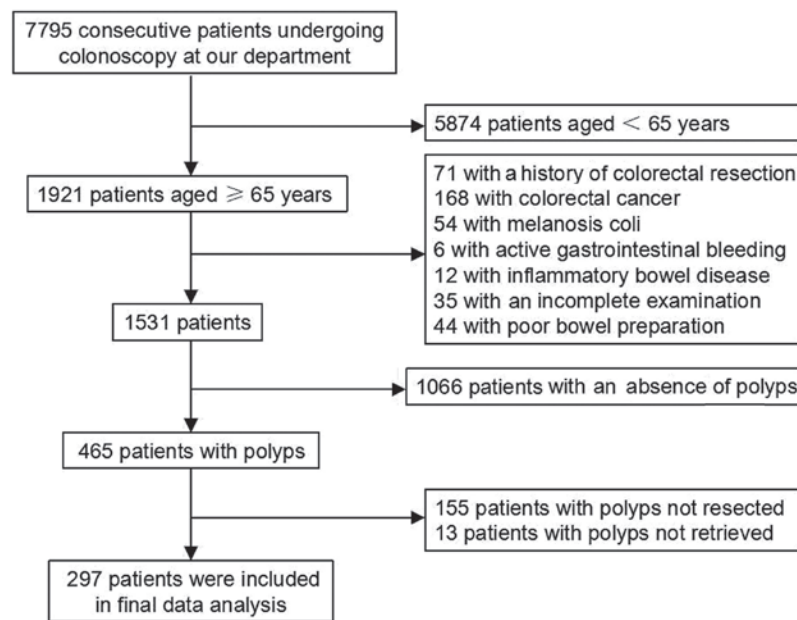 7795 consecutive patients undergoing
colonoscopy at our department
5874 patients aged < 65 years
1921 patients aged ⩾ 65 years
71 with a history of colorectal resection
168 with colorectal cancer
54 with melanosis coli
6 with active gastrointestinal bleeding
12 with inflammatory bowel disease
35 with an incomplete examination
44 with poor bowel preparation
1531 patients
1066 patients with an absence of polyps
465 patients with polyps
155 patients with polyps not resected
13 patients with polyps not retrieved
297 patients were included
in final data analysis